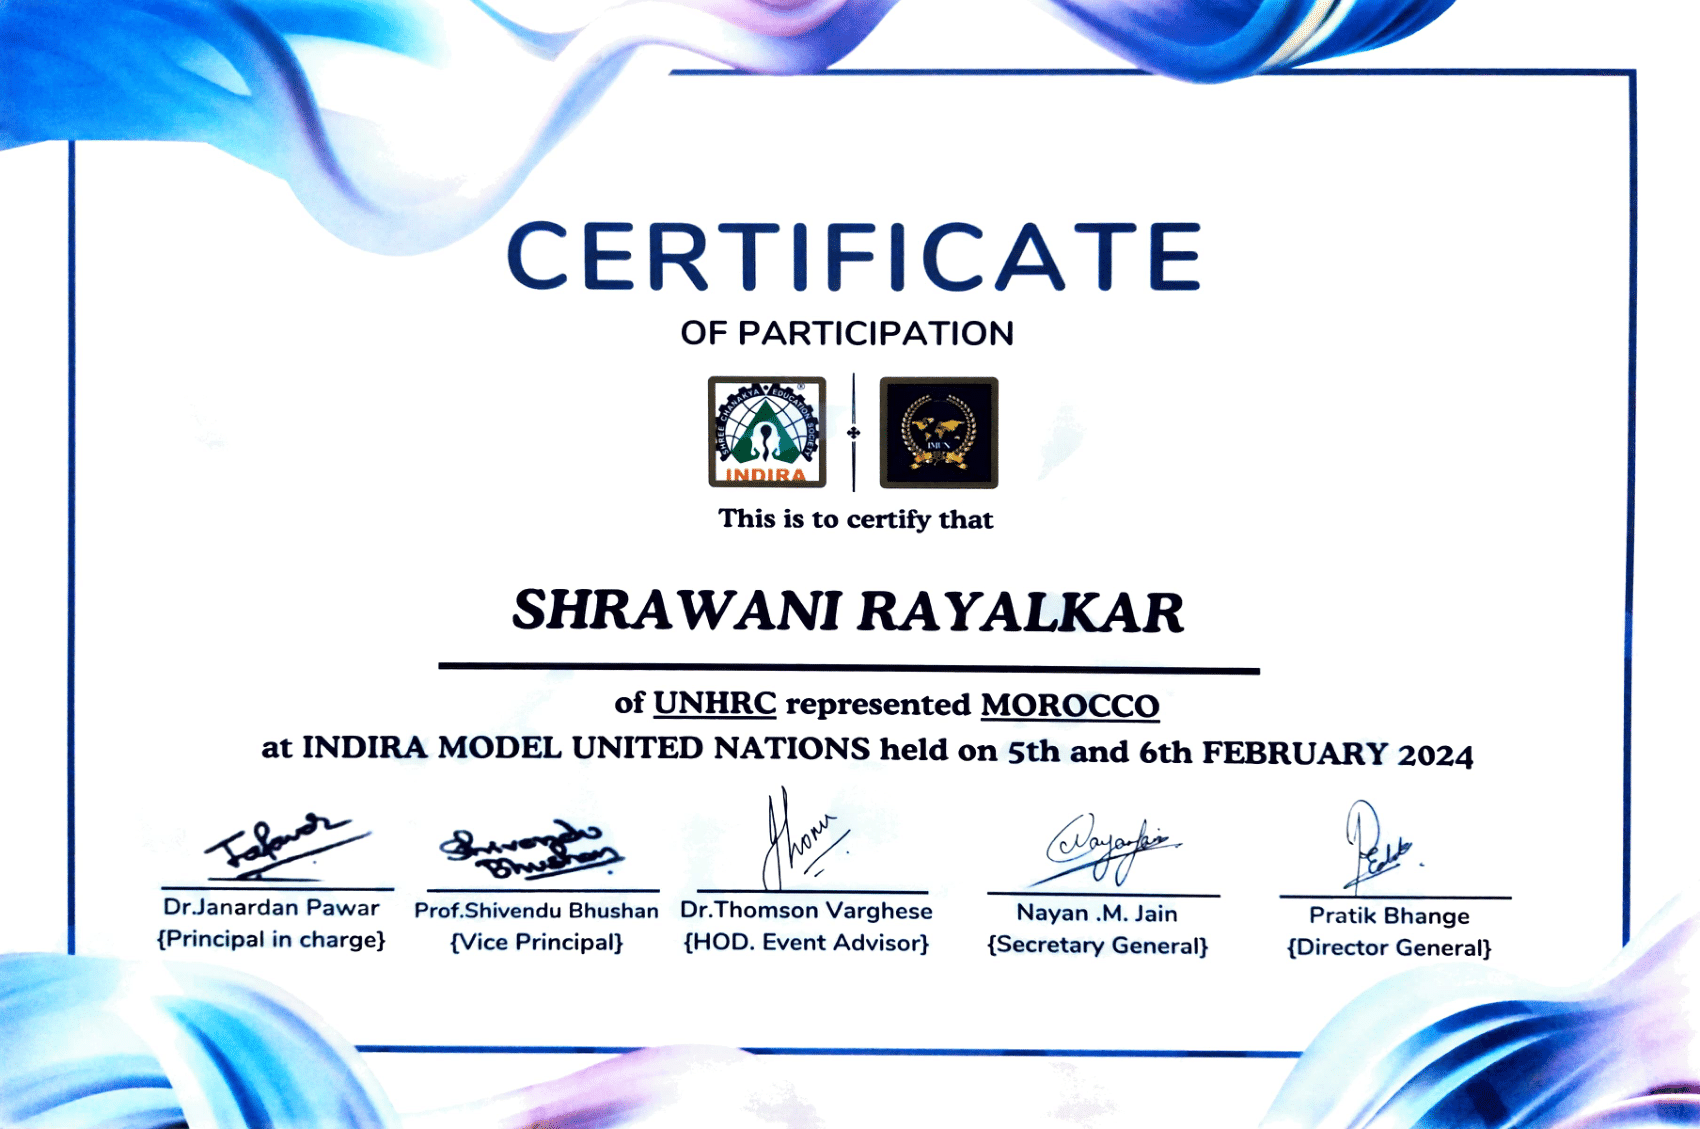 CERTIFICATE
OF PARTICIPATION
SHREE CHANAKYA EDUCATION SOCIETY
®
INDIRA
IMUN
This is to certify that
SHRAWANI RAYALKAR
of UNHRC represented MOROCCO
at INDIRA MODEL UNITED NATIONS held on 5th and 6th FEBRUARY 2024
Shivendu
Bhushan
Dr.Janardan Pawar Prof.Shivendu Bhushan Dr.Thomson Varghese Nayan .M. Jain Pratik Bhange
{Principal in charge} {Vice Principal} {HOD. Event Advisor} {Secretary General} {Director General}